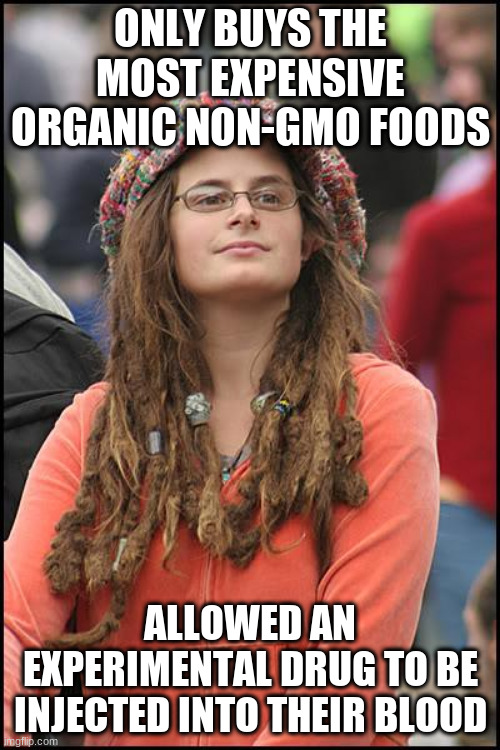 ONLY BUYS THE
MOST EXPENSIVE
ORGANIC NON-GMO FOODS
ALLOWED AN
EXPERIMENTAL DRUG TO BE
INJECTED INTO THEIR BLOOD
imgflip.com